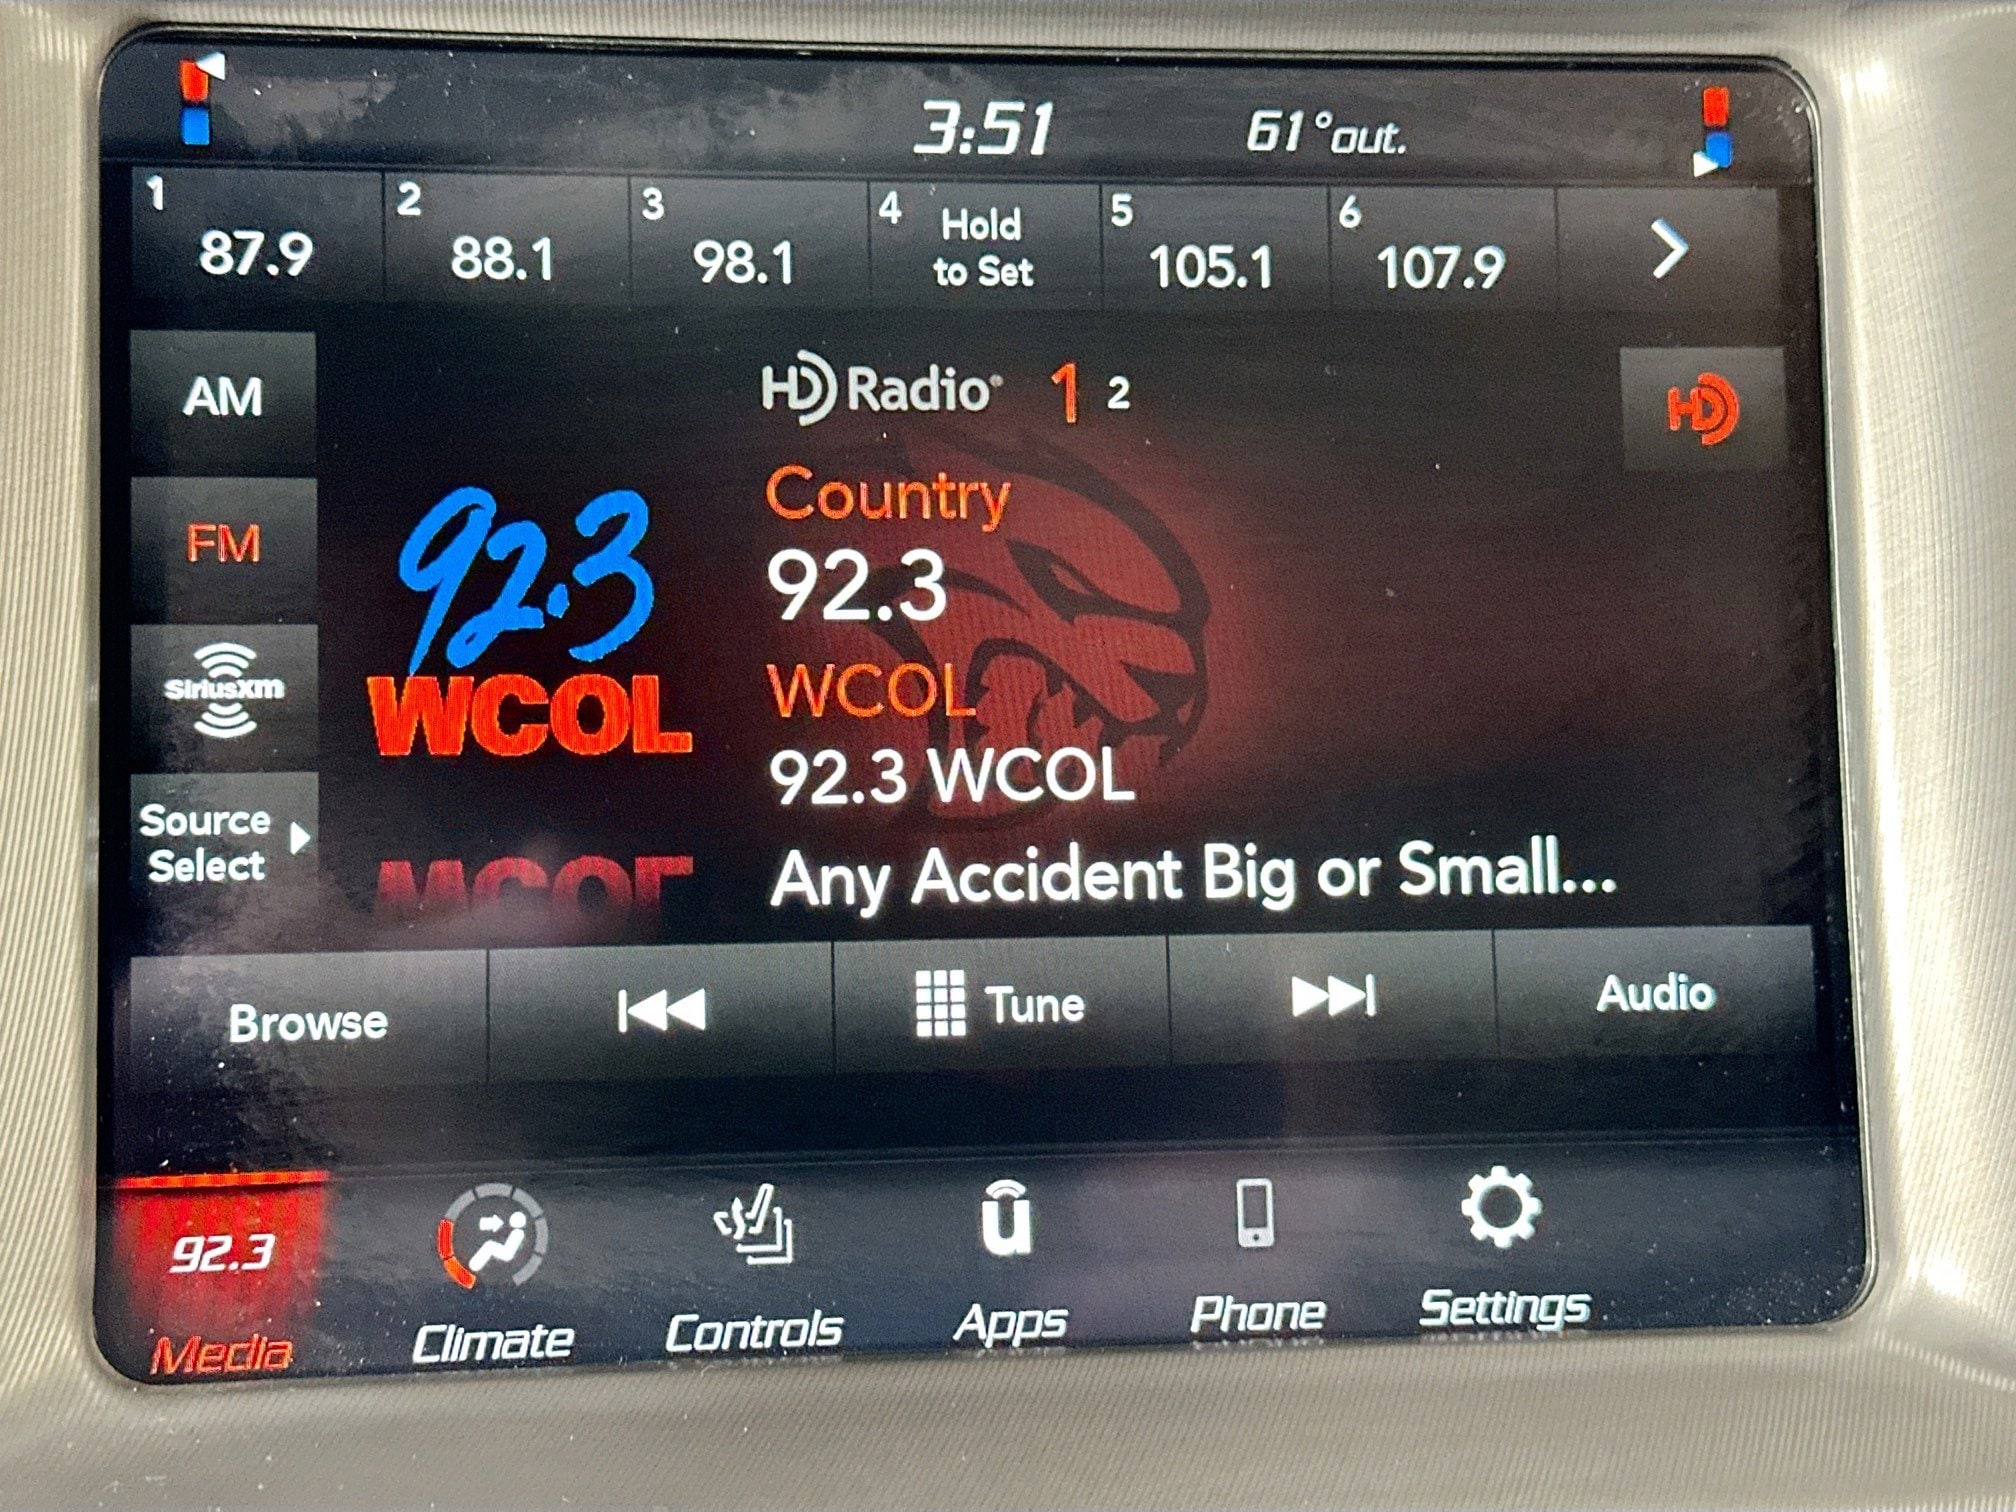 3:51 61°out.
1 87.9
2 88.1
3 98.1
4 Hold to Set
5 105.1
6 107.9
AM
HD Radio® 1 2
HD
FM
92.3
WCOL
Country
92.3
WCOL
92.3 WCOL
Any Accident Big or Small...
siriusxm
Source
Select
WCOL
Browse
Tune
Audio
92.3
Media
Climate
Controls
u
Apps
Phone
Settings